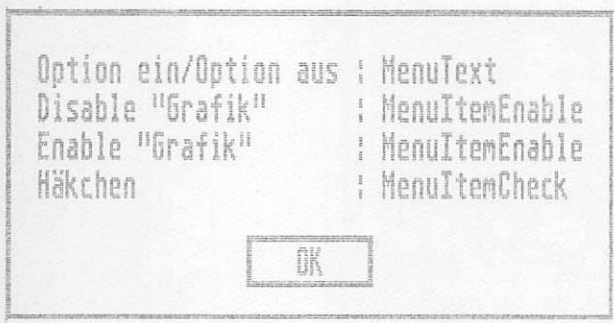 Option ein/Option aus : MenuText
Disable "Grafik" : MenuItemEnable
Enable "Grafik" : MenuItemEnable
Häkchen : MenuItemCheck
OK